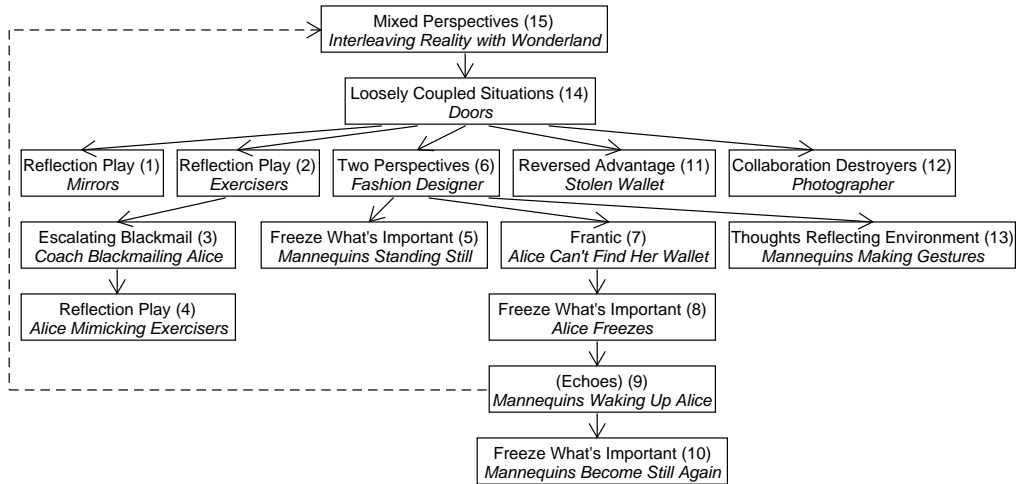 Mixed Perspectives (15)
Interleaving Reality with Wonderland
Loosely Coupled Situations (14)
Doors
Reflection Play (1)
Mirrors
Reflection Play (2)
Exercisers
Two Perspectives (6)
Fashion Designer
Reversed Advantage (11)
Stolen Wallet
Collaboration Destroyers (12)
Photographer
Escalating Blackmail (3)
Coach Blackmailing Alice
Freeze What's Important (5)
Mannequins Standing Still
Frantic (7)
Alice Can't Find Her Wallet
Thoughts Reflecting Environment (13)
Mannequins Making Gestures
Reflection Play (4)
Alice Mimicking Exercisers
Freeze What's Important (8)
Alice Freezes
(Echoes) (9)
Mannequins Waking Up Alice
Freeze What's Important (10)
Mannequins Become Still Again